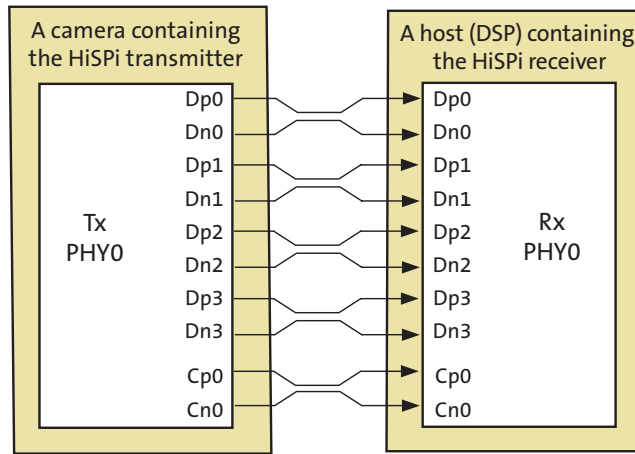 A camera containing
the HiSPi transmitter
A host (DSP) containing
the HiSPi receiver
Tx
PHY0
Dp0
Dn0
Dp1
Dn1
Dp2
Dn2
Dp3
Dn3
Cp0
Cn0
Dp0
Dn0
Dp1
Dn1
Dp2
Dn2
Dp3
Dn3
Cp0
Cn0
Rx
PHY0